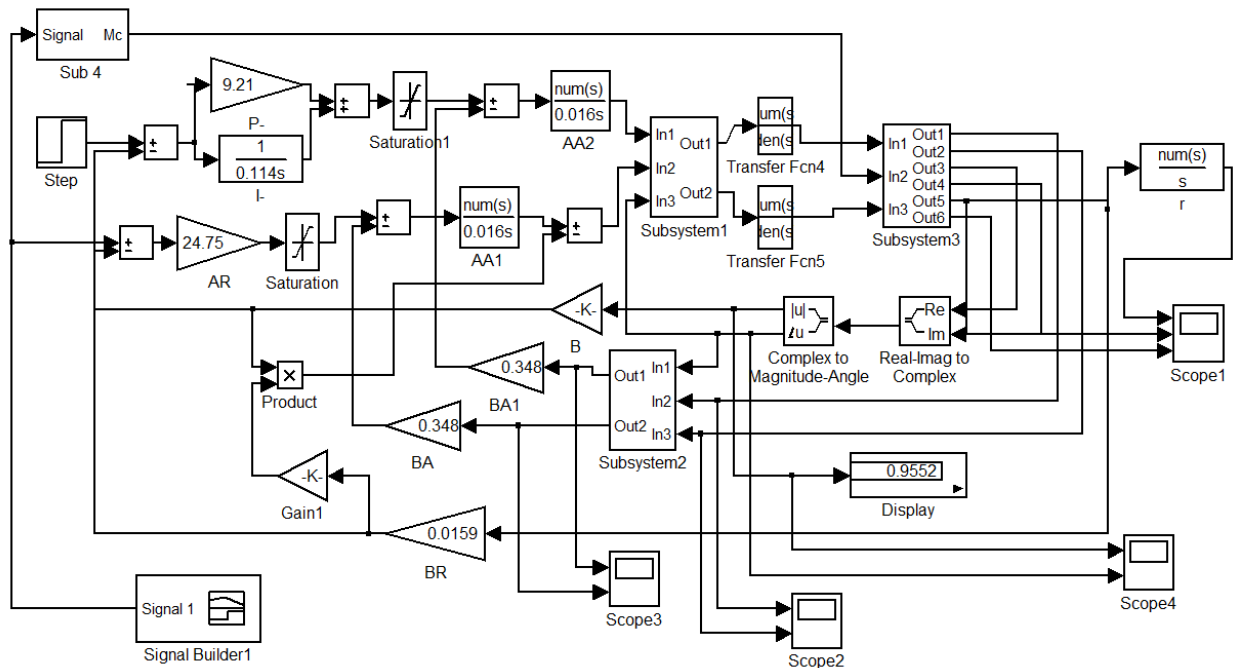 Signal Mc
Sub 4
9.21
P-
1
0.114s
I-
Step
±
±
±
Saturation1
±
num(s)
0.016s
AA2
In1
In2
In3
Out1
Out2
Subsystem1
um(s
den(s)
Transfer Fcn4
um(s
den(s)
Transfer Fcn5
In1
In2
In3
Out1
Out2
Out3
Out4
Out5
Out6
Subsystem3
num(s)
s
r
±
24.75
AR
Saturation
±
num(s)
0.016s
AA1
±
-K-
B
|u|
∠u
Complex to
Magnitude-Angle
Re
Im
Real-Imag to
Complex
Scope1
×
Product
0.348
BA1
0.348
BA
Out1
Out2
In1
In2
In3
Subsystem2
-K-
Gain1
0.9552
Display
0.0159
BR
Signal 1
Signal Builder1
Scope3
Scope2
Scope4